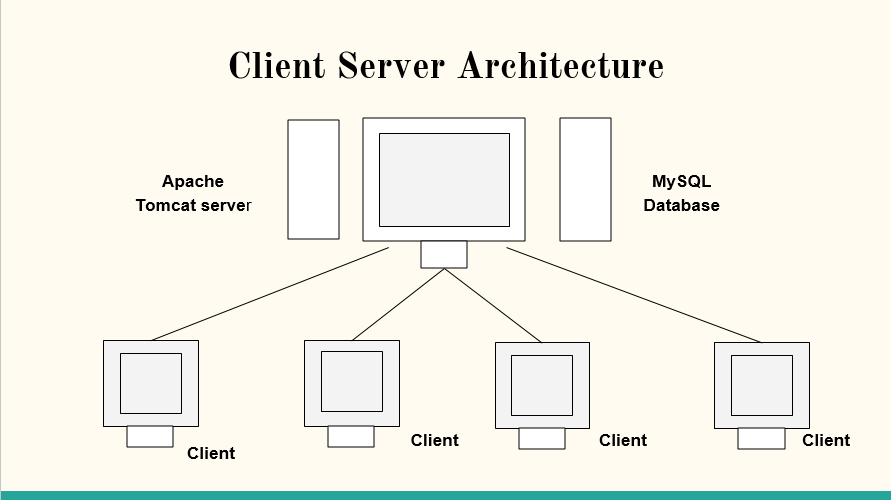 Client Server Architecture
Apache
Tomcat server
MySQL
Database
Client
Client
Client
Client